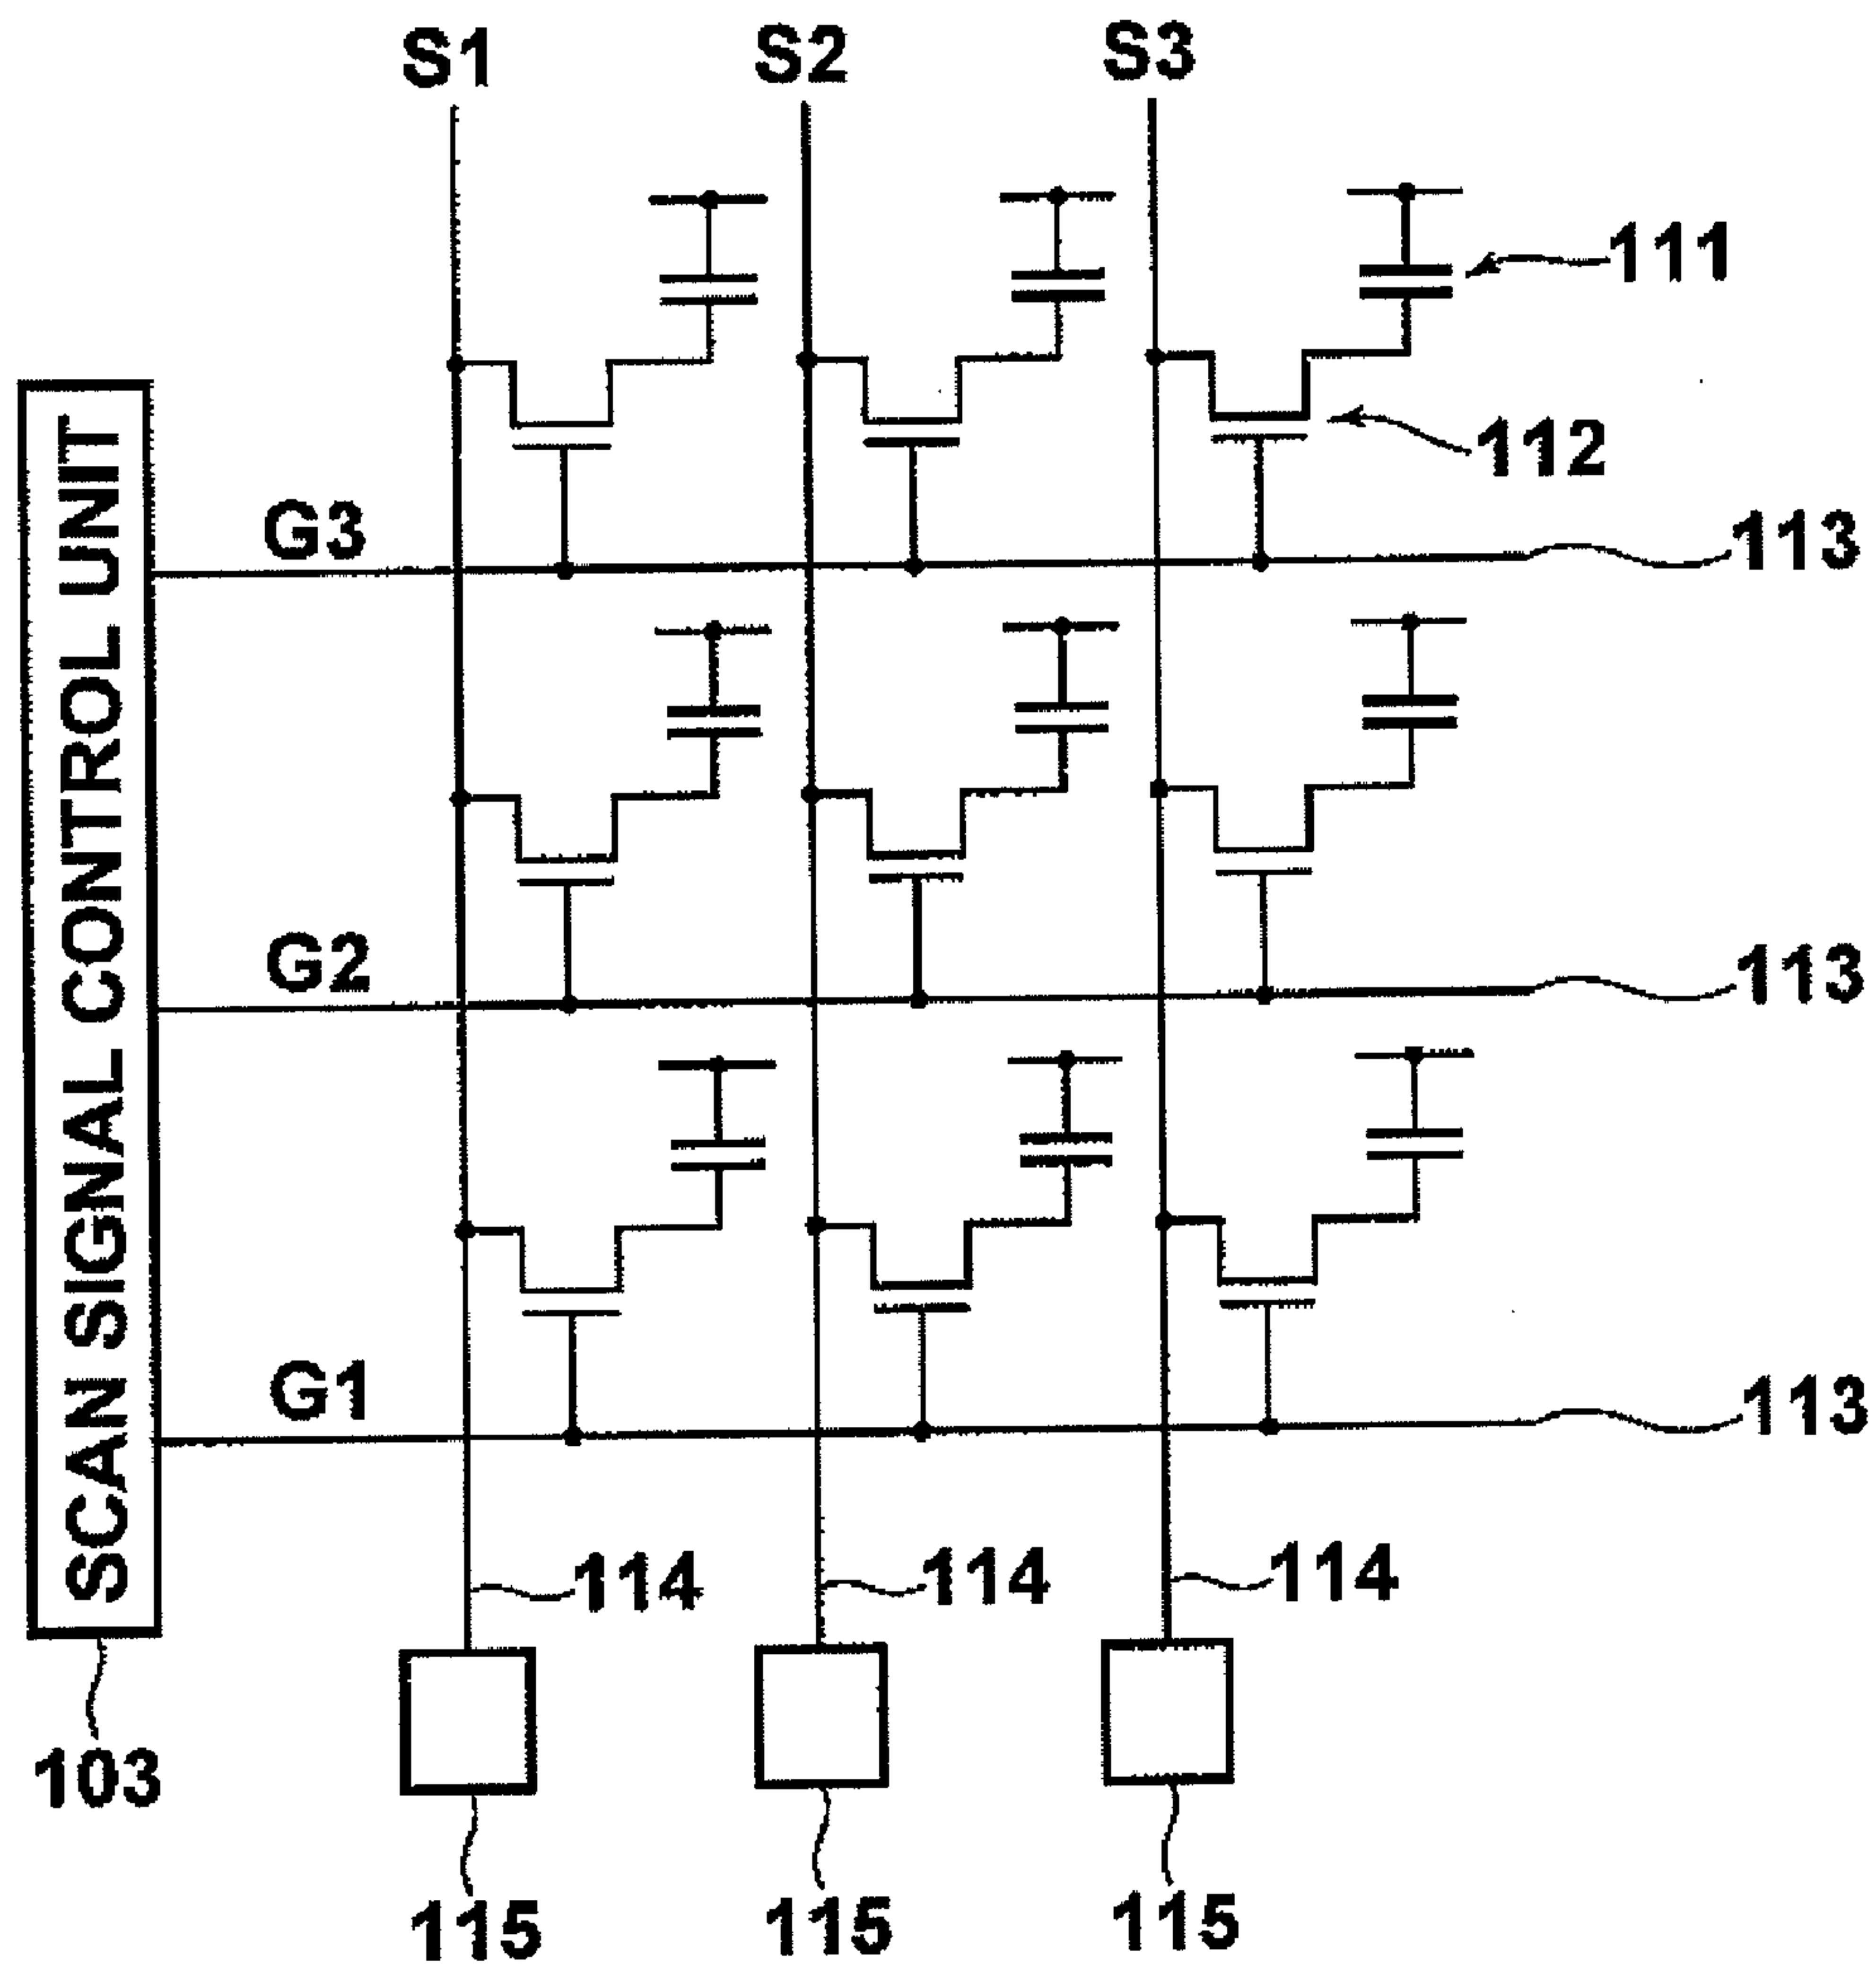 S1 S2 S3
111
112
SCAN SIGNAL CONTROL UNIT
G3 113
G2 113
G1 113
114 114 114
103
115 115 115